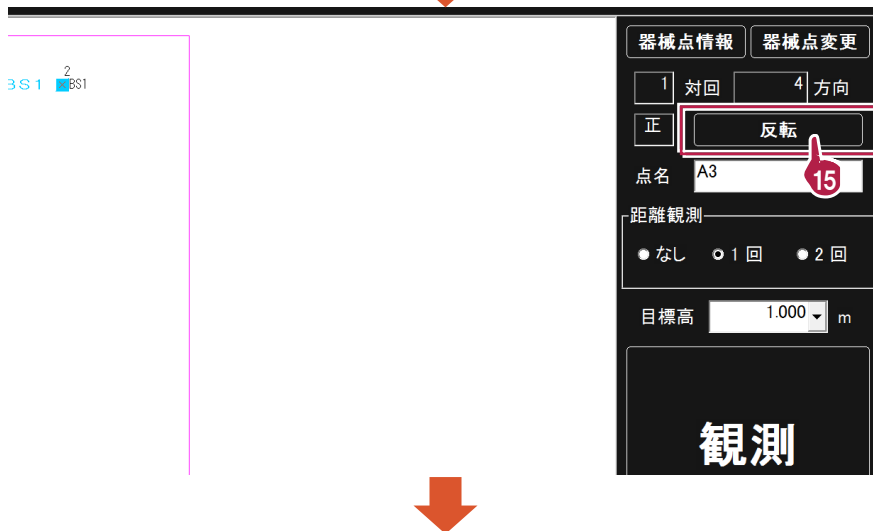 器械点情報 器械点変更
2
BS1 BS1
1 対回 4 方向
正 反転
点名 A3
15
距離観測
なし 1 回 2 回
目標高 1.000 m
観測